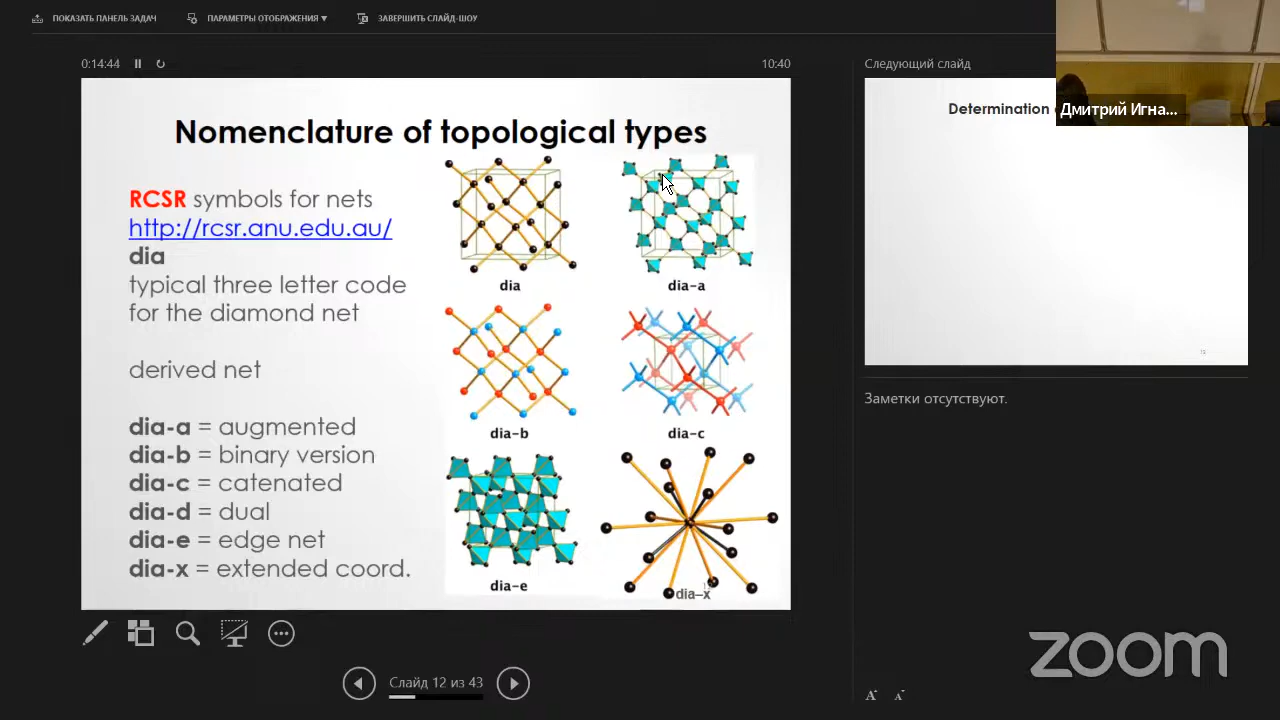 ПОКАЗАТЬ ПАНЕЛЬ ЗАДАЧ
ПАРАМЕТРЫ ОТОБРАЖЕНИЯ ▾
ЗАВЕРШИТЬ СЛАЙД-ШОУ
0:14:44
10:40
Следующий слайд
Дмитрий Игна...
Nomenclature of topological types
RCSR symbols for nets
http://rcsr.anu.edu.au/
dia
typical three letter code
for the diamond net
derived net
dia-a = augmented
dia-b = binary version
dia-c = catenated
dia-d = dual
dia-e = edge net
dia-x = extended coord.
dia
dia-a
dia-b
dia-c
dia-e
dia-x
Determination
Заметки отсутствуют.
Слайд 12 из 43
A A
zoom